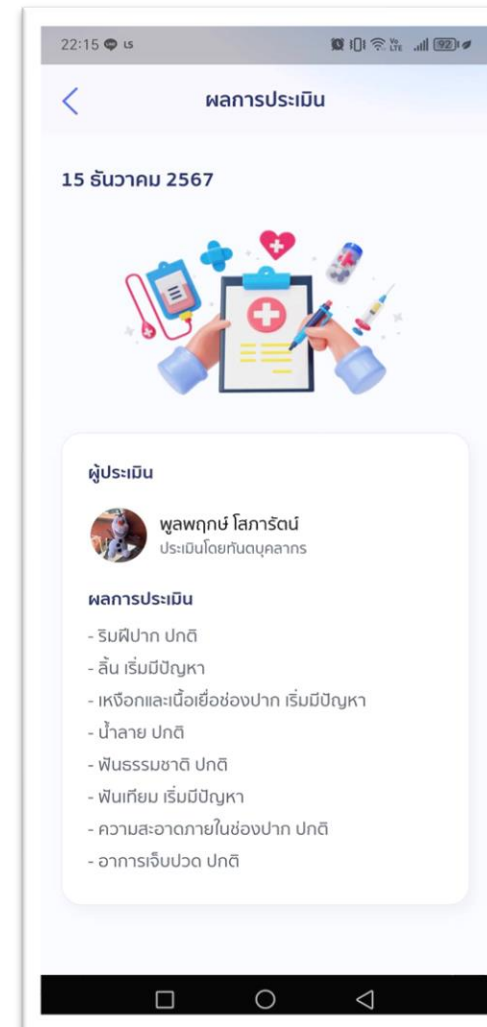 22:15 LS
Vo LTE 92
ผลการประเมิน
15 ธันวาคม 2567
ผู้ประเมิน
พูลพฤกษ์ โสภารัตน์
ประเมินโดยทันตบุคลากร
ผลการประเมิน
- ริมฝีปาก ปกติ
- ลิ้น เริ่มมีปัญหา
- เหงือกและเนื้อเยื่อช่องปาก เริ่มมีปัญหา
- น้ำลาย ปกติ
- ฟันธรรมชาติ ปกติ
- ฟันเทียม เริ่มมีปัญหา
- ความสะอาดภายในช่องปาก ปกติ
- อาการเจ็บปวด ปกติ